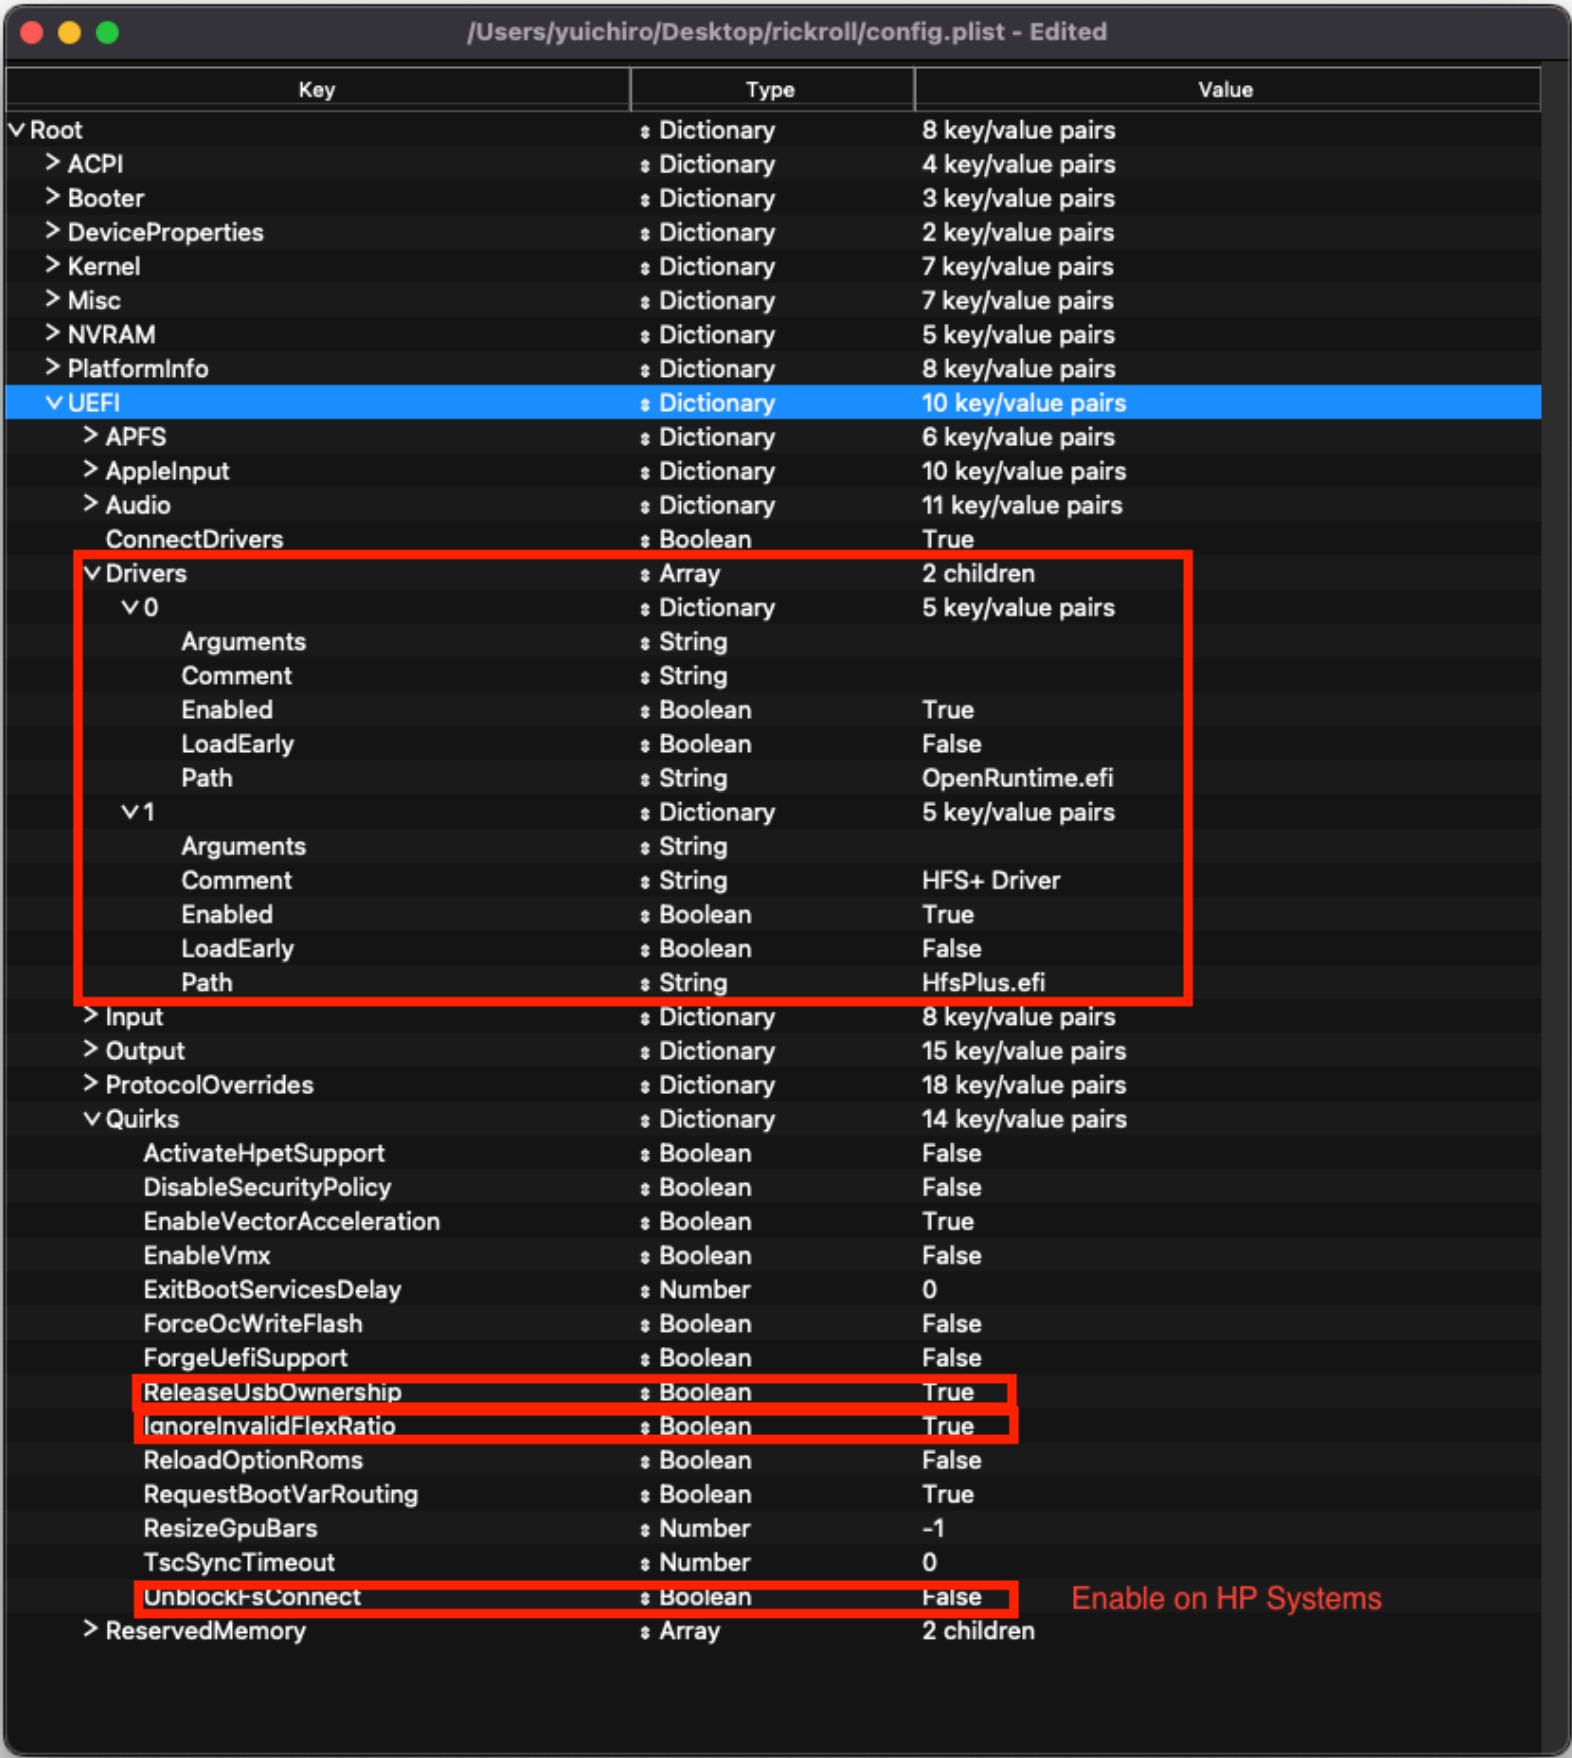 /Users/yuichiro/Desktop/rickroll/config.plist - Edited
Key Type Value
Root Dictionary 8 key/value pairs
ACPI Dictionary 4 key/value pairs
Booter Dictionary 3 key/value pairs
DeviceProperties Dictionary 2 key/value pairs
Kernel Dictionary 7 key/value pairs
Misc Dictionary 7 key/value pairs
NVRAM Dictionary 5 key/value pairs
PlatformInfo Dictionary 8 key/value pairs
UEFI Dictionary 10 key/value pairs
APFS Dictionary 6 key/value pairs
AppleInput Dictionary 10 key/value pairs
Audio Dictionary 11 key/value pairs
ConnectDrivers Boolean True
Drivers Array 2 children
0 Dictionary 5 key/value pairs
Arguments String
Comment String
Enabled Boolean True
LoadEarly Boolean False
Path String OpenRuntime.efi
1 Dictionary 5 key/value pairs
Arguments String
Comment String HFS+ Driver
Enabled Boolean True
LoadEarly Boolean False
Path String HfsPlus.efi
Input Dictionary 8 key/value pairs
Output Dictionary 15 key/value pairs
ProtocolOverrides Dictionary 18 key/value pairs
Quirks Dictionary 14 key/value pairs
ActivateHpetSupport Boolean False
DisableSecurityPolicy Boolean False
EnableVectorAcceleration Boolean True
EnableVmx Boolean False
ExitBootServicesDelay Number 0
ForceOcWriteFlash Boolean False
ForgeUefiSupport Boolean False
ReleaseUsbOwnership Boolean True
IgnoreInvalidFlexRatio Boolean True
ReloadOptionRoms Boolean False
RequestBootVarRouting Boolean True
ResizeGpuBars Number -1
TscSyncTimeout Number 0
UnblockFsConnect Boolean False Enable on HP Systems
ReservedMemory Array 2 children